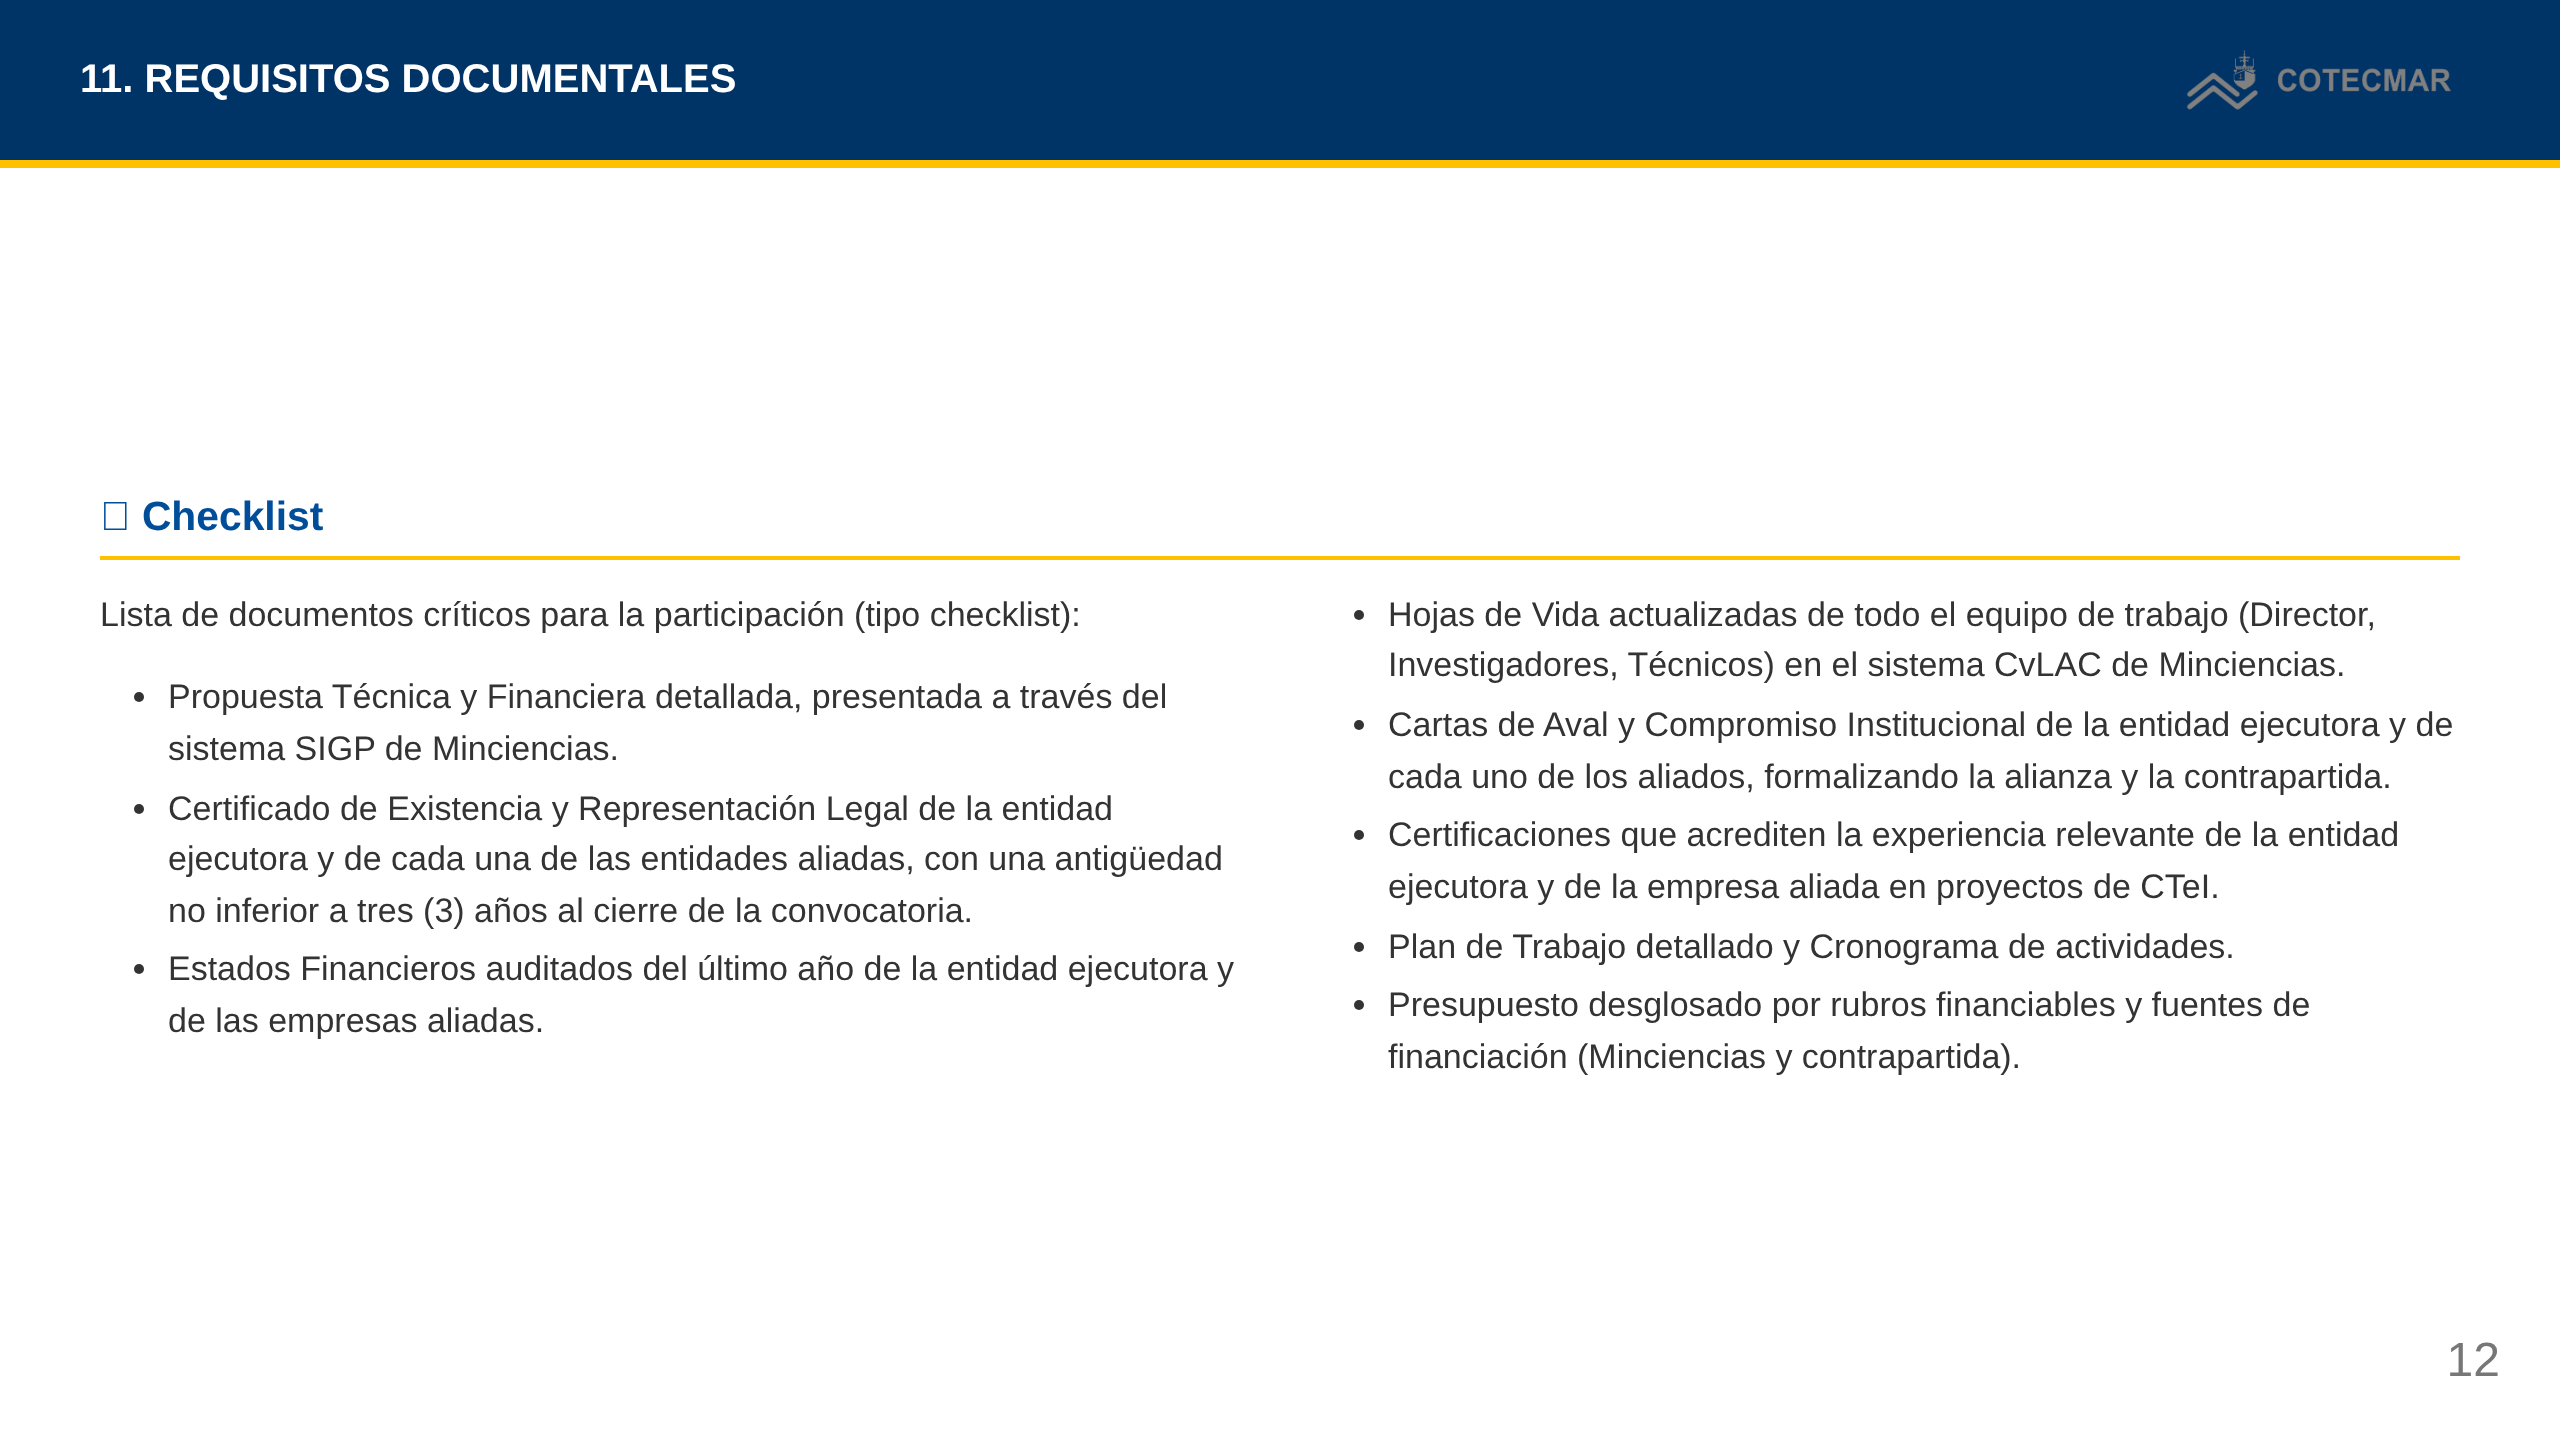 11. REQUISITOS DOCUMENTALES
COTECMAR
Checklist
Lista de documentos críticos para la participación (tipo checklist):
• Propuesta Técnica y Financiera detallada, presentada a través del
sistema SIGP de Minciencias.
• Certificado de Existencia y Representación Legal de la entidad
ejecutora y de cada una de las entidades aliadas, con una antigüedad
no inferior a tres (3) años al cierre de la convocatoria.
• Estados Financieros auditados del último año de la entidad ejecutora y
de las empresas aliadas.
• Hojas de Vida actualizadas de todo el equipo de trabajo (Director,
Investigadores, Técnicos) en el sistema CvLAC de Minciencias.
• Cartas de Aval y Compromiso Institucional de la entidad ejecutora y de
cada uno de los aliados, formalizando la alianza y la contrapartida.
• Certificaciones que acrediten la experiencia relevante de la entidad
ejecutora y de la empresa aliada en proyectos de CTeI.
• Plan de Trabajo detallado y Cronograma de actividades.
• Presupuesto desglosado por rubros financiables y fuentes de
financiación (Minciencias y contrapartida).
12